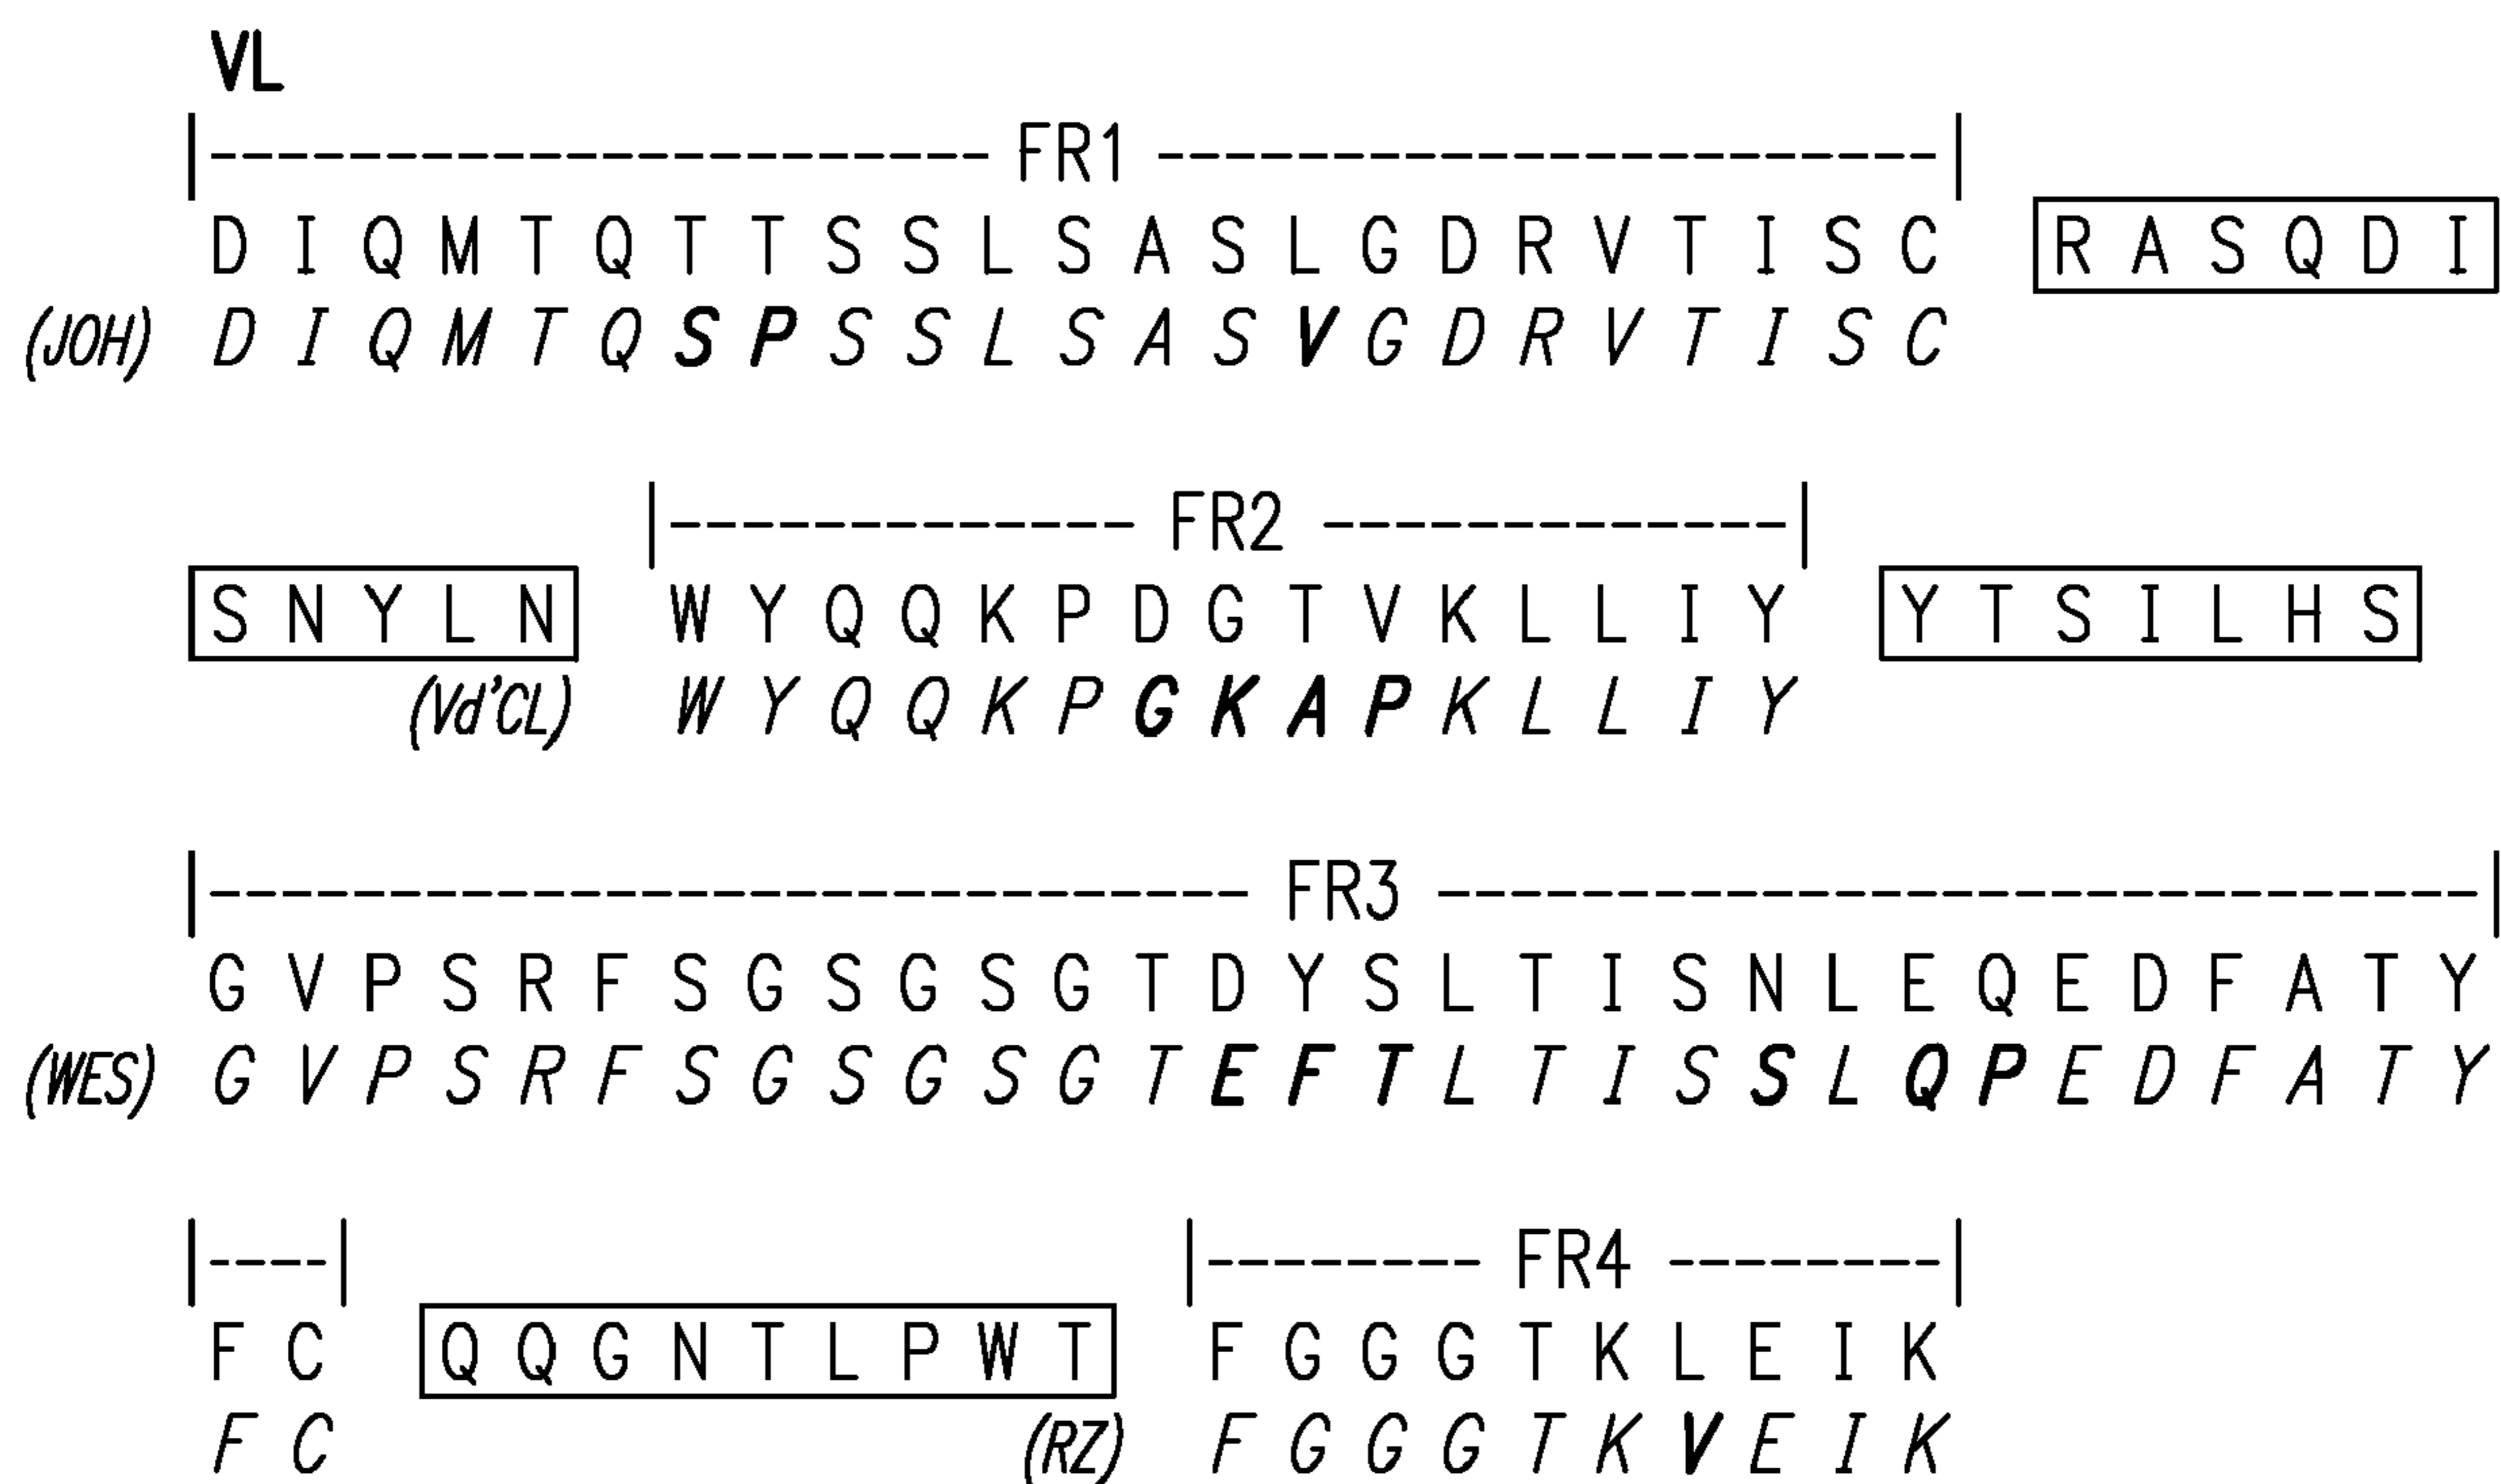 VL
|---------------------- FR1 ----------------------|
D I Q M T Q T T S S L S A S L G D R V T I S C R A S Q D I
(JOH) D I Q M T Q S P S S L S A S V G D R V T I S C
|------------- FR2 -------------|
S N Y L N W Y Q Q K P D G T V K L L I Y Y T S I L H S
(Vd'CL) W Y Q Q K P G K A P K L L I Y
|----------------------------- FR3 -----------------------------|
G V P S R F S G S G S G T D Y S L T I S N L E Q E D F A T Y
(WES) G V P S R F S G S G S G T E F T L T I S S L Q P E D F A T Y
|----| |-------- FR4 --------|
F C Q Q G N T L P W T F G G G T K L E I K
F C (RZ) F G G G T K V E I K